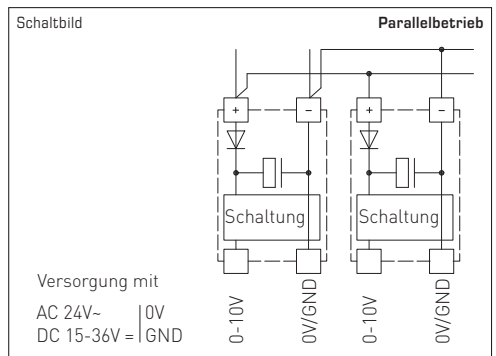 Schaltbild
Parallelbetrieb
+ − + −
Schaltung Schaltung
Versorgung mit
AC 24V~ | 0V
DC 15-36V = | GND
0-10V
0V/GND
0-10V
0V/GND